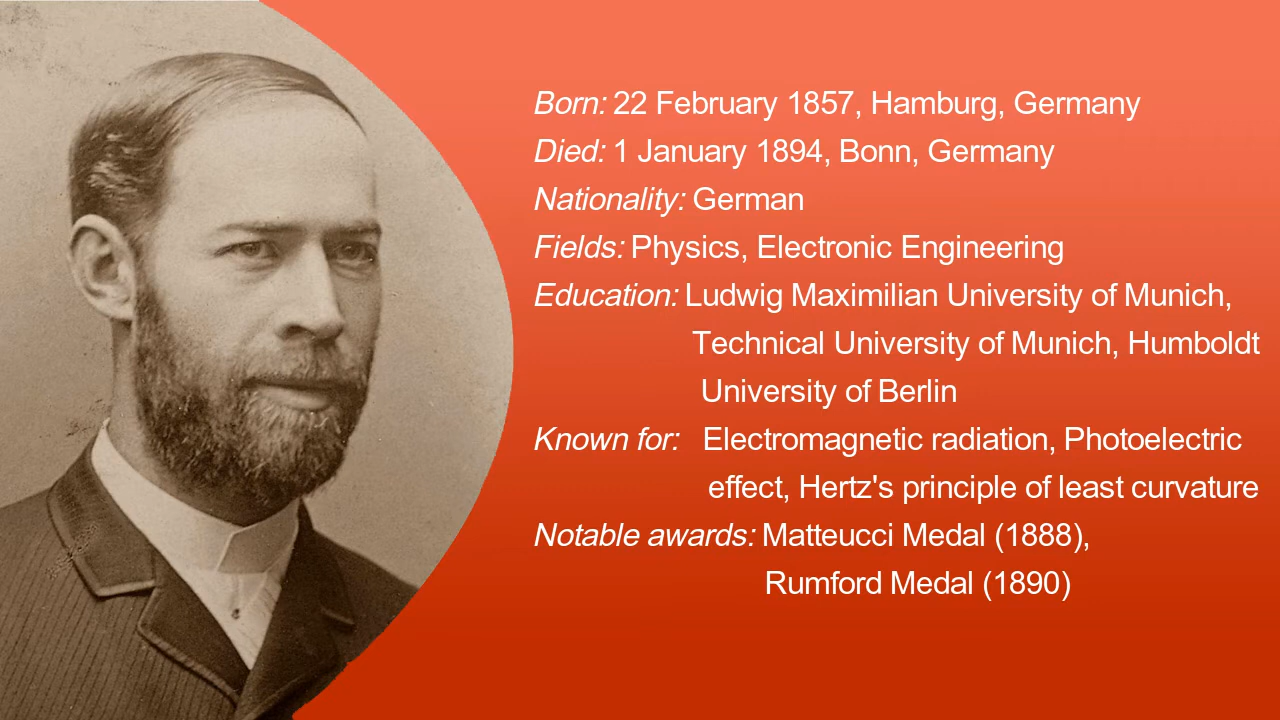 Born: 22 February 1857, Hamburg, Germany
Died: 1 January 1894, Bonn, Germany
Nationality: German
Fields: Physics, Electronic Engineering
Education: Ludwig Maximilian University of Munich,
Technical University of Munich, Humboldt
University of Berlin
Known for: Electromagnetic radiation, Photoelectric
effect, Hertz's principle of least curvature
Notable awards: Matteucci Medal (1888),
Rumford Medal (1890)